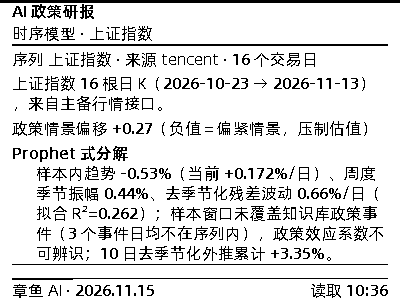 AI 政策研报
时序模型 · 上证指数
序列 上证指数 · 来源 tencent · 16 个交易日
上证指数 16 根日 K（2026-10-23 → 2026-11-13）
，来自主备行情接口。
政策情景偏移 +0.27（负值＝偏紧情景，压制估值）
Prophet 式分解
样本内趋势 -0.53%（当前 +0.172%/日）、周度
季节振幅 0.44%、去季节化残差波动 0.66%/日（
拟合 R²=0.262）；样本窗口未覆盖知识库政策事
件（3 个事件日均不在序列内），政策效应系数不
可辨识；10 日去季节化外推累计 +3.35%。
章鱼 AI · 2026.11.15
读取 10:36